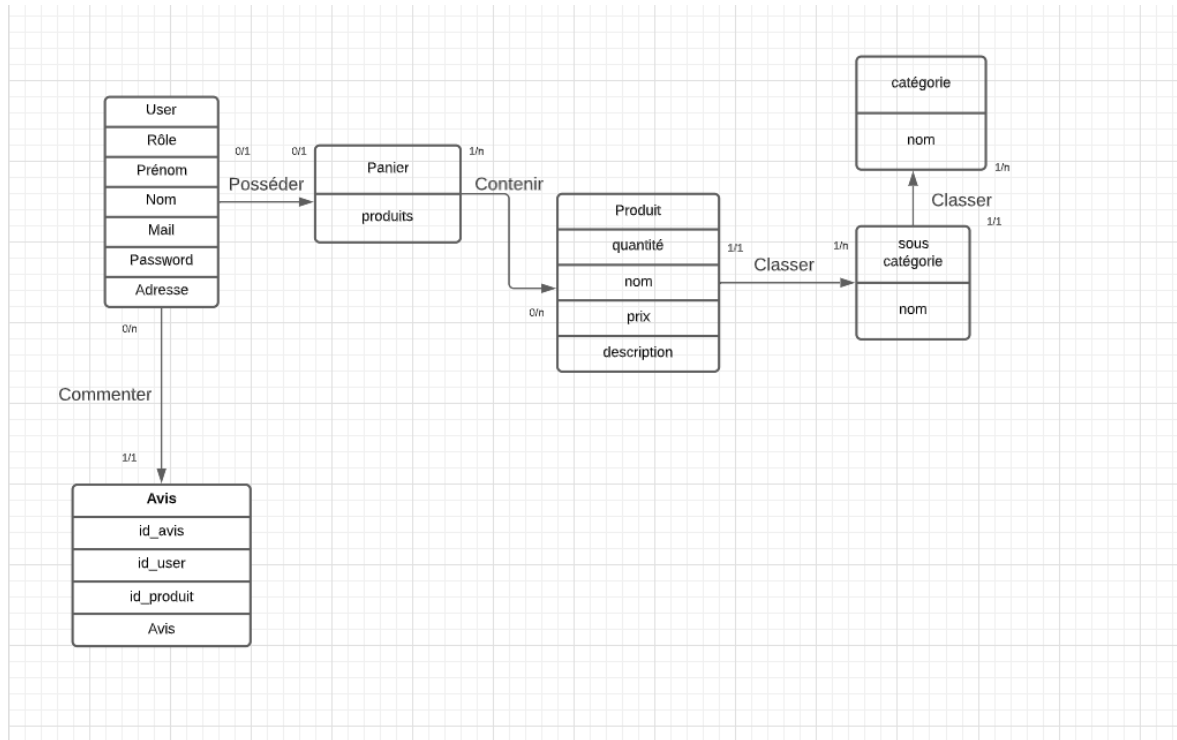 User
Rôle
Prénom
Nom
Mail
Password
Adresse
0/1
0/1
Posséder
Panier
produits
1/n
Contenir
0/n
Produit
quantité
nom
prix
description
1/1
1/n
Classer
sous
catégorie
nom
1/1
Classer
1/n
catégorie
nom
0/n
Commenter
1/1
Avis
id_avis
id_user
id_produit
Avis